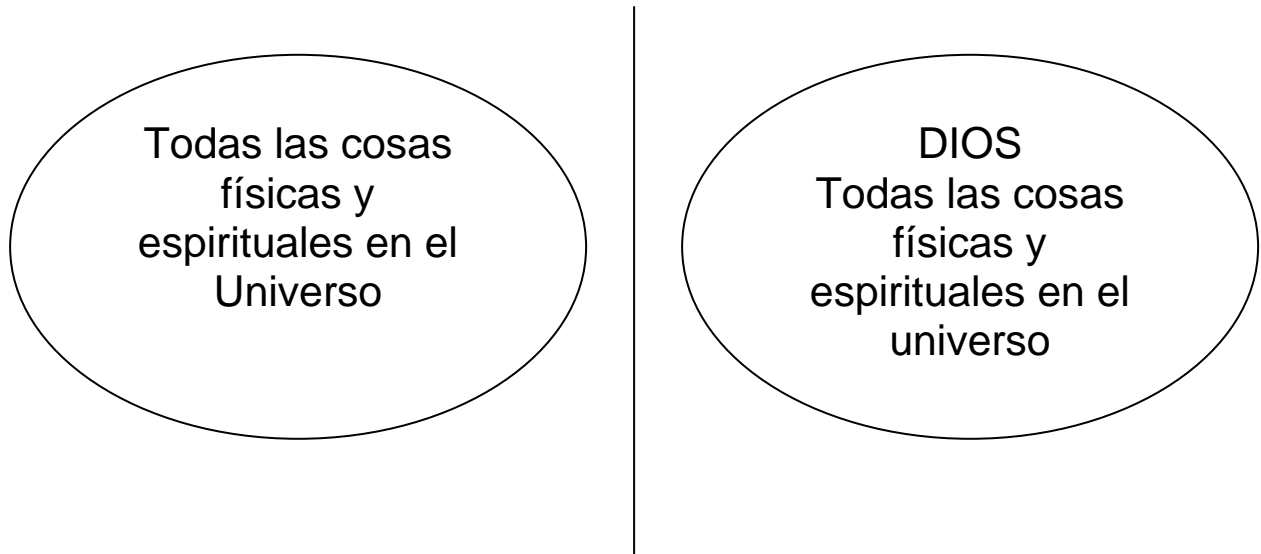 Todas las cosas
físicas y
espirituales en el
Universo
DIOS
Todas las cosas
físicas y
espirituales en el
universo